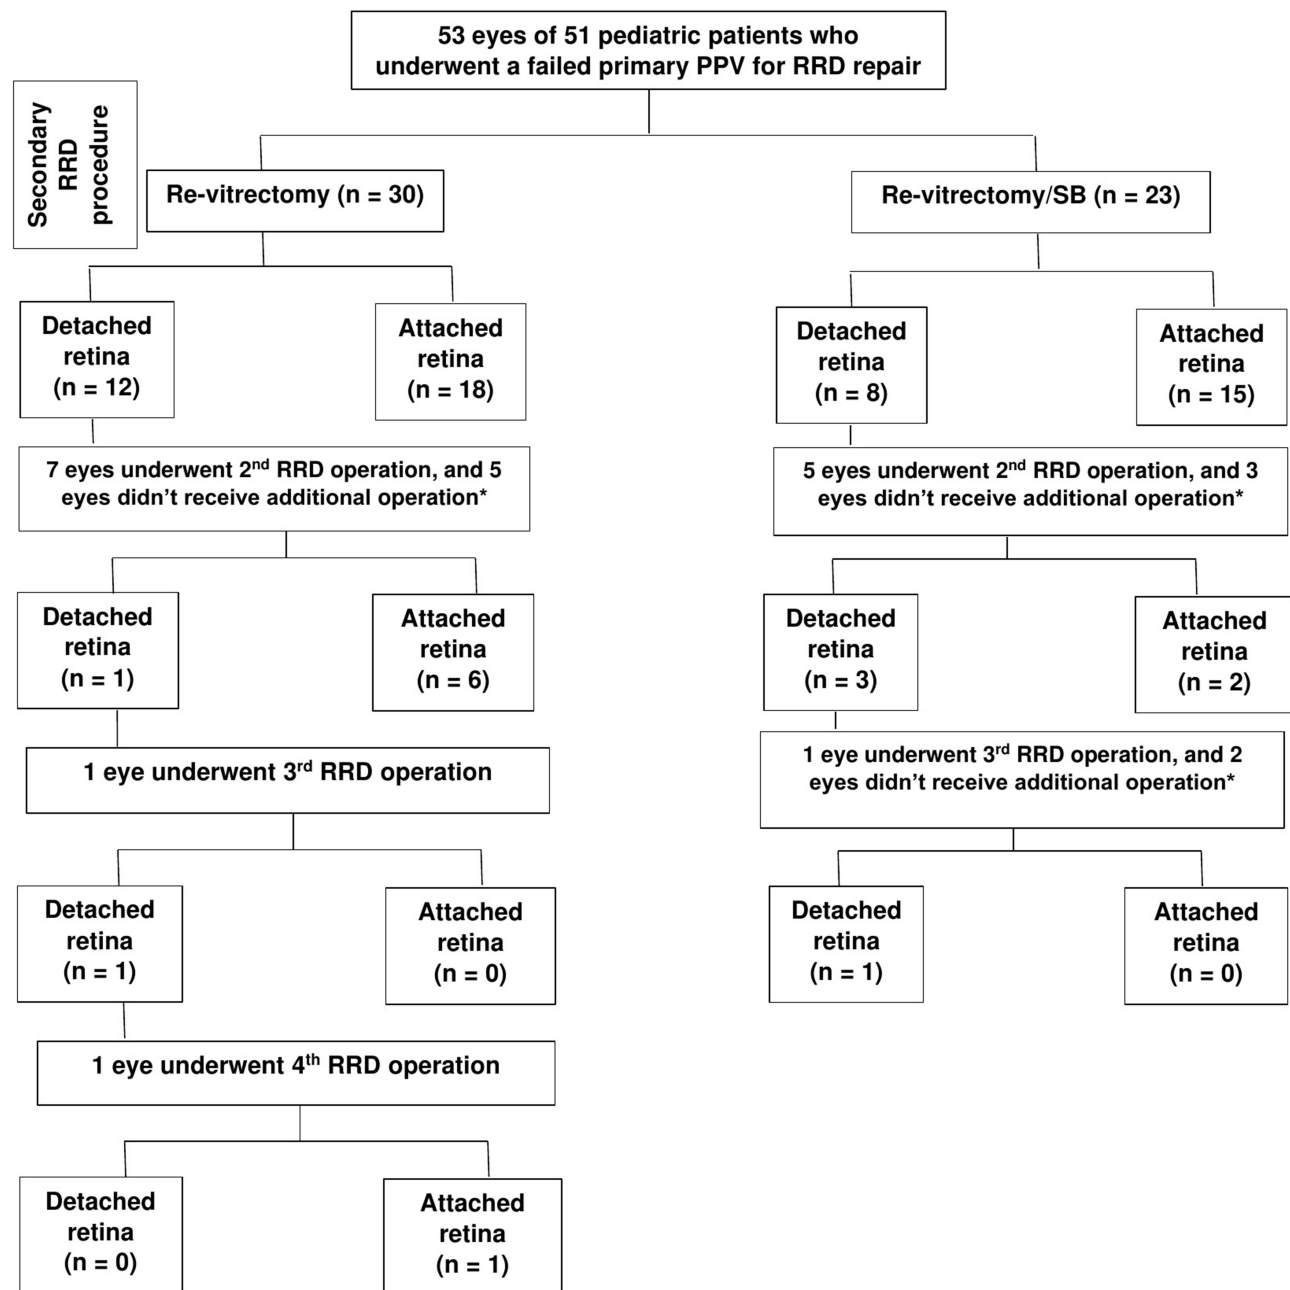 53 eyes of 51 pediatric patients who
underwent a failed primary PPV for RRD repair
Secondary
RRD
procedure
Re-vitrectomy (n = 30)
Re-vitrectomy/SB (n = 23)
Detached
retina
(n = 12)
Attached
retina
(n = 18)
Detached
retina
(n = 8)
Attached
retina
(n = 15)
7 eyes underwent 2nd RRD operation, and 5
eyes didn't receive additional operation*
5 eyes underwent 2nd RRD operation, and 3
eyes didn't receive additional operation*
Detached
retina
(n = 1)
Attached
retina
(n = 6)
Detached
retina
(n = 3)
Attached
retina
(n = 2)
1 eye underwent 3rd RRD operation
1 eye underwent 3rd RRD operation, and 2
eyes didn't receive additional operation*
Detached
retina
(n = 1)
Attached
retina
(n = 0)
Detached
retina
(n = 1)
Attached
retina
(n = 0)
1 eye underwent 4th RRD operation
Detached
retina
(n = 0)
Attached
retina
(n = 1)